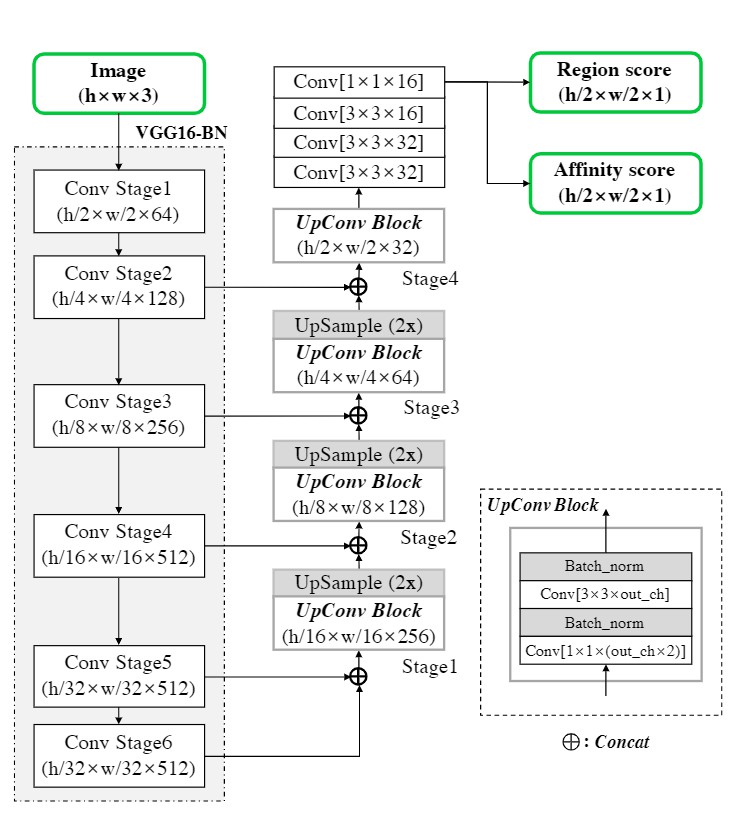 Image
(h×w×3)
VGG16-BN
Conv Stage1
(h/2×w/2×64)
Conv Stage2
(h/4×w/4×128)
Conv Stage3
(h/8×w/8×256)
Conv Stage4
(h/16×w/16×512)
Conv Stage5
(h/32×w/32×512)
Conv Stage6
(h/32×w/32×512)
Conv[1×1×16]
Conv[3×3×16]
Conv[3×3×32]
Conv[3×3×32]
UpConv Block
(h/2×w/2×32)
Stage4
UpSample (2x)
UpConv Block
(h/4×w/4×64)
Stage3
UpSample (2x)
UpConv Block
(h/8×w/8×128)
Stage2
UpSample (2x)
UpConv Block
(h/16×w/16×256)
Stage1
Region score
(h/2×w/2×1)
Affinity score
(h/2×w/2×1)
UpConv Block
Batch_norm
Conv[3×3×out_ch]
Batch_norm
Conv[1×1×(out_ch×2)]
⊕: Concat